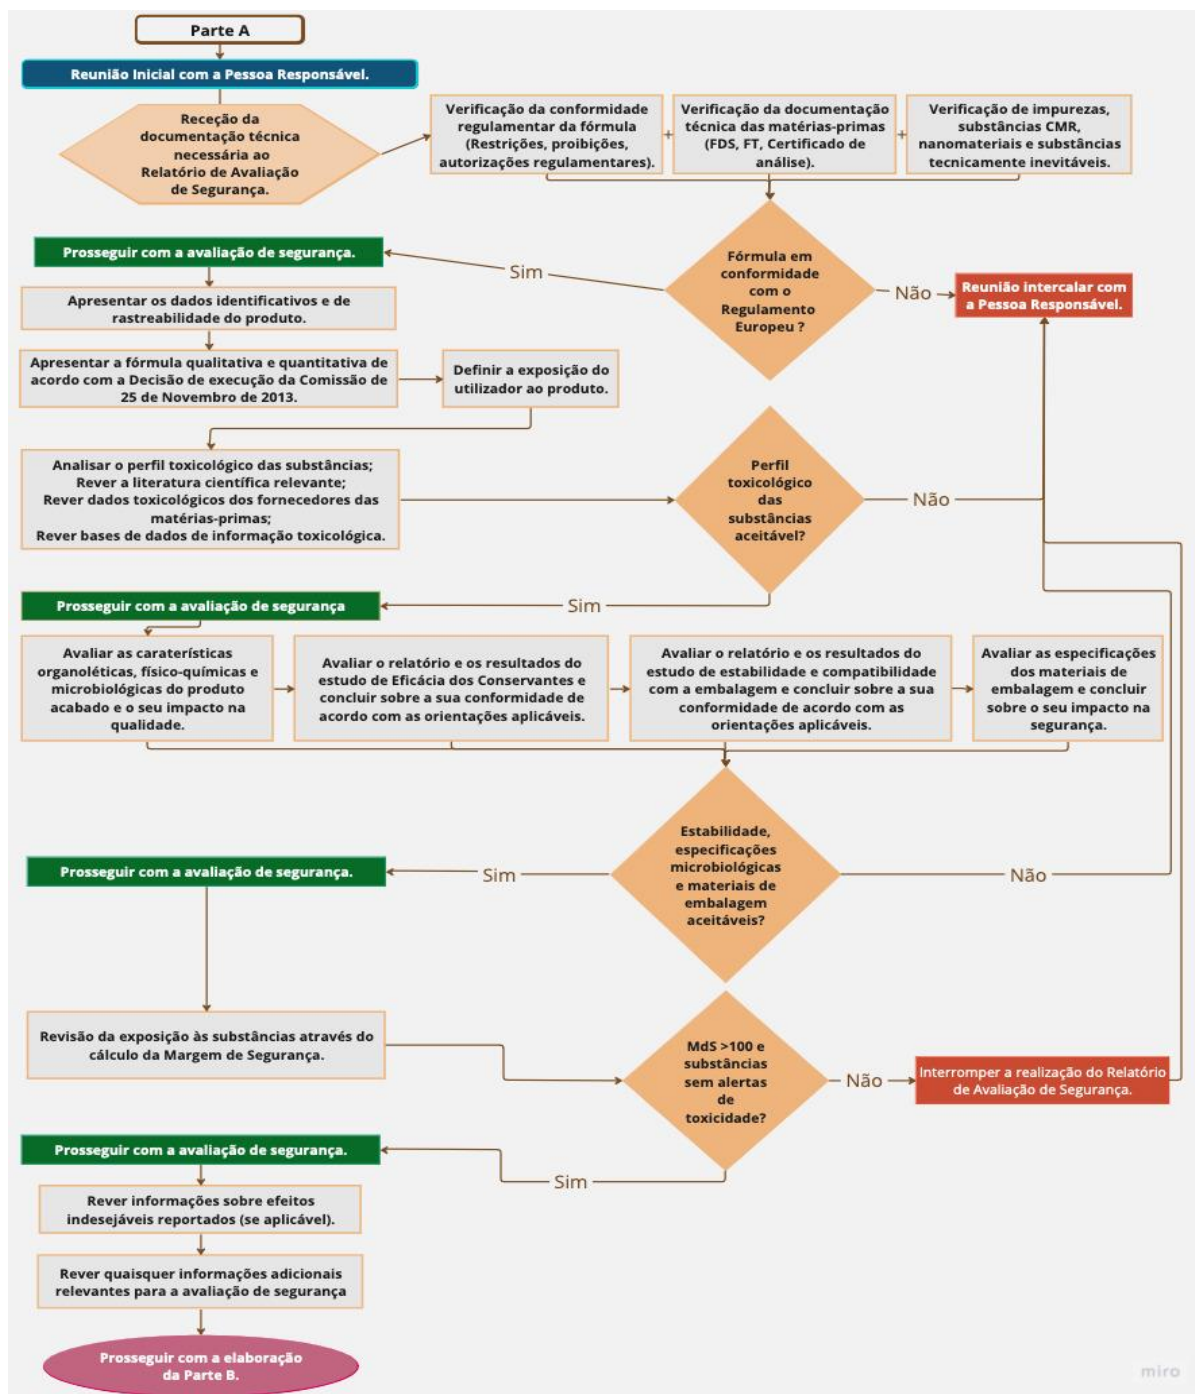 Parte A
Reunião Inicial com a Pessoa Responsável.
Receção da
documentação técnica
necessária ao
Relatório de Avaliação
de Segurança.
Verificação da conformidade
regulamentar da fórmula
(Restrições, proibições,
autorizações regulamentares).
+
Verificação da documentação
técnica das matérias-primas
(FDS, FT, Certificado de
análise).
+
Verificação de impurezas,
substâncias CMR,
nanomateriais e substâncias
tecnicamente inevitáveis.
Fórmula em
conformidade
com o
Regulamento
Europeu ?
Sim
Não
Prosseguir com a avaliação de segurança.
Reunião intercalar com
a Pessoa Responsável.
Apresentar os dados identificativos e de
rastreabilidade do produto.
Apresentar a fórmula qualitativa e quantitativa de
acordo com a Decisão de execução da Comissão de
25 de Novembro de 2013.
Definir a exposição do
utilizador ao produto.
Analisar o perfil toxicológico das substâncias;
Rever a literatura científica relevante;
Rever dados toxicológicos dos fornecedores das
matérias-primas;
Rever bases de dados de informação toxicológica.
Perfil
toxicológico
das
substâncias
aceitável?
Não
Sim
Prosseguir com a avaliação de segurança
Avaliar as caraterísticas
organoléticas, físico-químicas e
microbiológicas do produto
acabado e o seu impacto na
qualidade.
Avaliar o relatório e os resultados do
estudo de Eficácia dos Conservantes e
concluir sobre a sua conformidade de
acordo com as orientações aplicáveis.
Avaliar o relatório e os resultados do
estudo de estabilidade e compatibilidade
com a embalagem e concluir sobre a sua
conformidade de acordo com as
orientações aplicáveis.
Avaliar as especificações
dos materiais de
embalagem e concluir
sobre o seu impacto na
segurança.
Estabilidade,
especificações
microbiológicas
e materiais de
embalagem
aceitáveis?
Sim
Não
Prosseguir com a avaliação de segurança.
Revisão da exposição às substâncias através do
cálculo da Margem de Segurança.
MdS >100 e
substâncias
sem alertas
de
toxicidade?
Não
Interromper a realização do Relatório
de Avaliação de Segurança.
Sim
Prosseguir com a avaliação de segurança.
Rever informações sobre efeitos
indesejáveis reportados (se aplicável).
Rever quaisquer informações adicionais
relevantes para a avaliação de segurança
Prosseguir com a elaboração
da Parte B.
miro